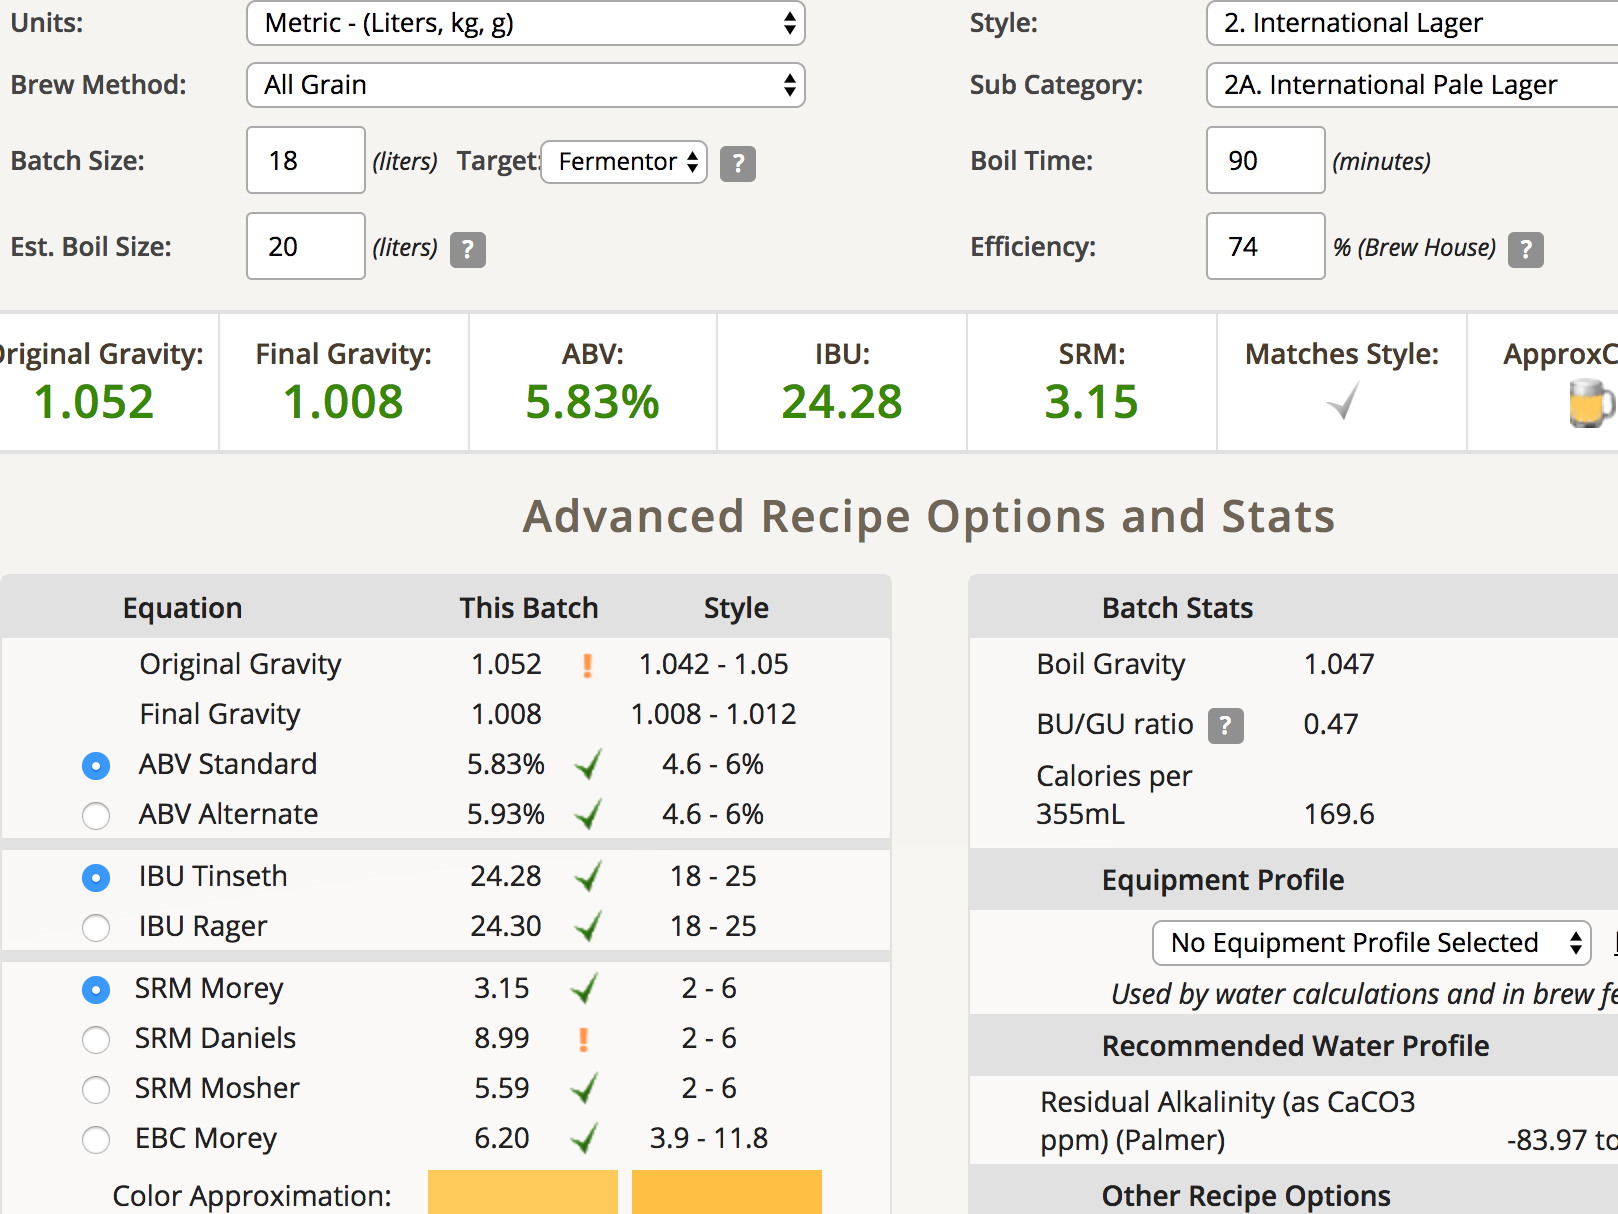 Units: Metric - (Liters, kg, g) Style: 2. International Lager
Brew Method: All Grain Sub Category: 2A. International Pale Lager
Batch Size: 18 (liters) Target: Fermentor ? Boil Time: 90 (minutes)
Est. Boil Size: 20 (liters) ? Efficiency: 74 % (Brew House) ?
Original Gravity: Final Gravity: ABV: IBU: SRM: Matches Style: ApproxC
1.052 1.008 5.83% 24.28 3.15
Advanced Recipe Options and Stats
Equation This Batch Style
Original Gravity 1.052 ! 1.042 - 1.05
Final Gravity 1.008 1.008 - 1.012
ABV Standard 5.83% 4.6 - 6%
ABV Alternate 5.93% 4.6 - 6%
IBU Tinseth 24.28 18 - 25
IBU Rager 24.30 18 - 25
SRM Morey 3.15 2 - 6
SRM Daniels 8.99 ! 2 - 6
SRM Mosher 5.59 2 - 6
EBC Morey 6.20 3.9 - 11.8
Color Approximation:
Batch Stats
Boil Gravity 1.047
BU/GU ratio ? 0.47
Calories per
355mL 169.6
Equipment Profile
No Equipment Profile Selected
Used by water calculations and in brew fe
Recommended Water Profile
Residual Alkalinity (as CaCO3
ppm) (Palmer) -83.97 to
Other Recipe Options